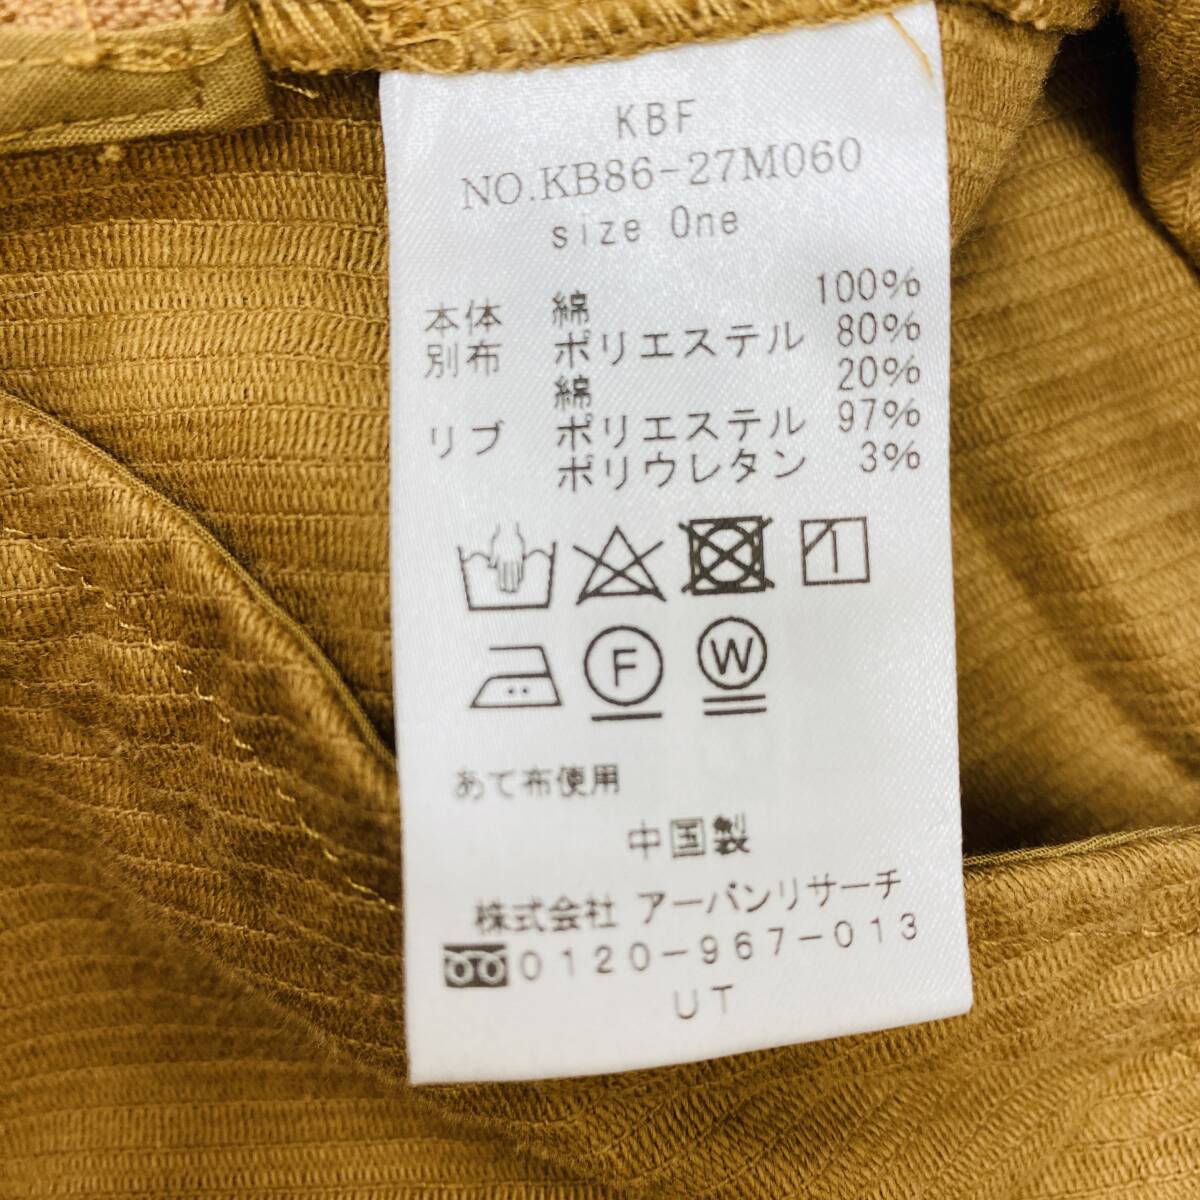 KBF
NO.KB86-27M060
size One
本体 綿 100%
別布 ポリエステル 80%
綿 20%
リブ ポリエステル 97%
ポリウレタン 3%
F W
あて布使用
中国製
株式会社 アーバンリサーチ
0120-967-013
UT